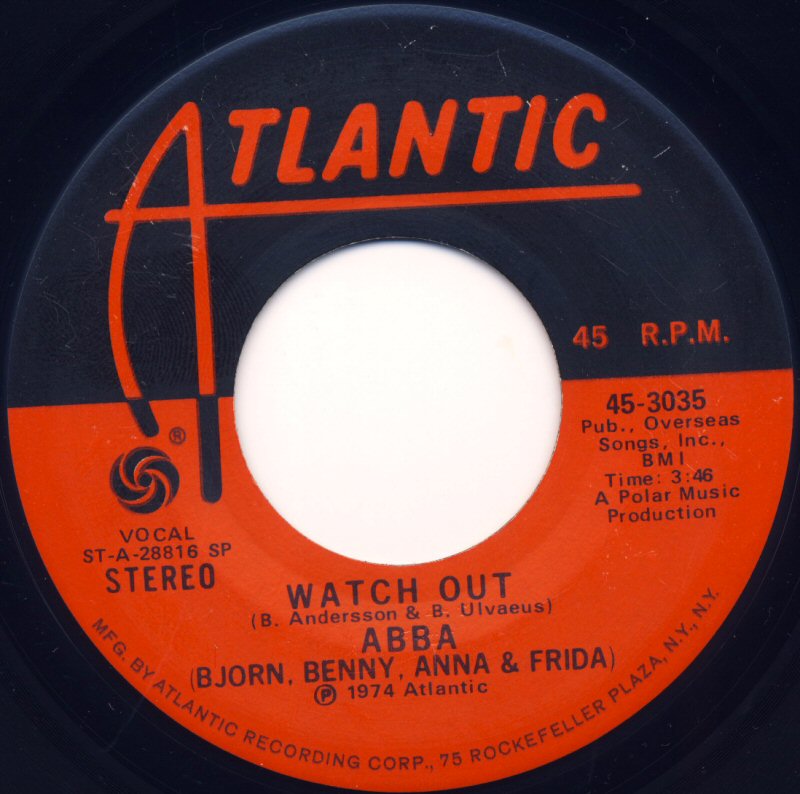 ATLANTIC
45 R.P.M.
®
45-3035
Pub., Overseas
Songs, Inc.,
BMI
Time: 3:46
A Polar Music
Production
VOCAL
ST-A-28816 SP
STEREO
WATCH OUT
(B. Andersson & B. Ulvaeus)
ABBA
(BJORN, BENNY, ANNA & FRIDA)
℗ 1974 Atlantic
MFG. BY ATLANTIC RECORDING CORP., 75 ROCKEFELLER PLAZA, N.Y., N.Y.